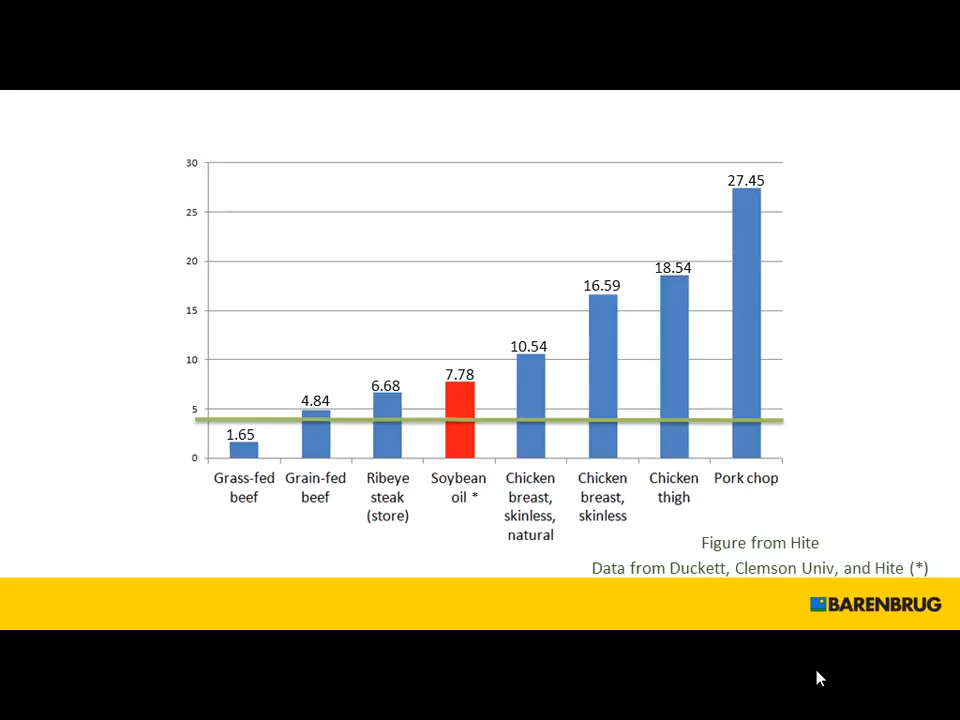 30
25
20
15
10
5
0
1.65
4.84
6.68
7.78
10.54
16.59
18.54
27.45
Grass-fed
beef
Grain-fed
beef
Ribeye
steak
(store)
Soybean
oil *
Chicken
breast,
skinless,
natural
Chicken
breast,
skinless
Chicken
thigh
Pork chop
Figure from Hite
Data from Duckett, Clemson Univ, and Hite (*)
BARENBRUG